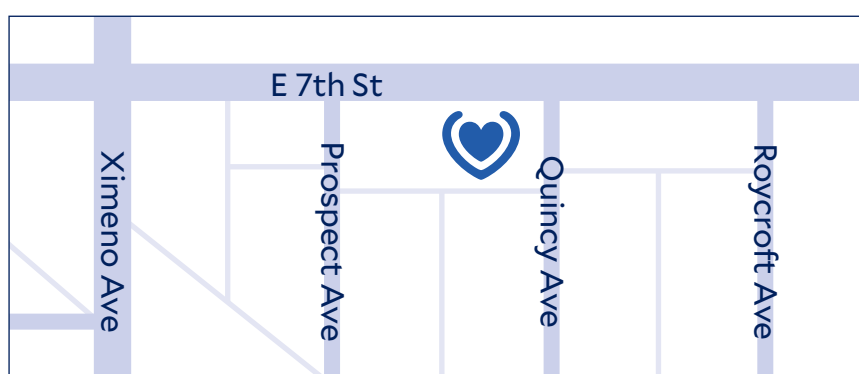 E 7th St
Ximeno Ave
Prospect Ave
Quincy Ave
Roycroft Ave